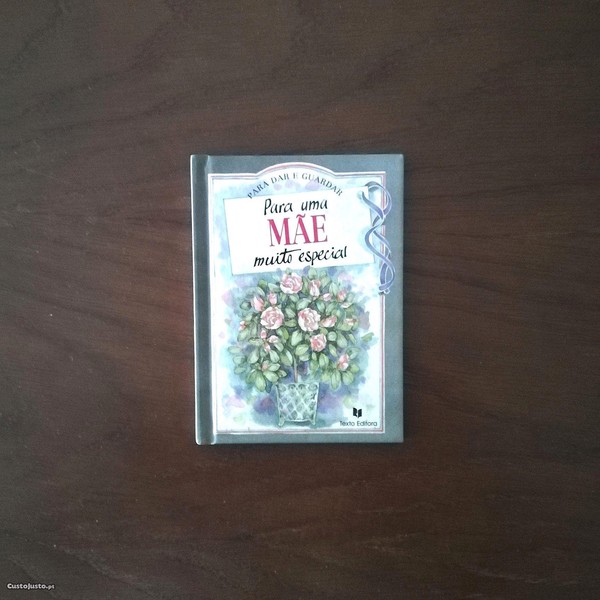 PARA DAR E GUARDAR
Para uma
MÃE
muito especial
Texto Editora
CustoJusto.pt